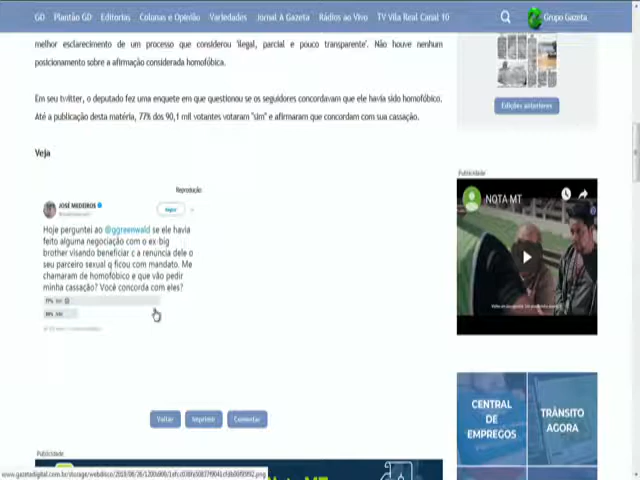 GD Plantão GD Editorias Colunas e Opinião Variedades Jornal A Gazeta Rádios ao Vivo TV Vila Real Canal 10 Grupo Gazeta
melhor esclarecimento de um processo que considerou 'ilegal, parcial e pouco transparente'. Não houve nenhum
posicionamento sobre a afirmação considerada homofóbica.
Edições anteriores
Em seu twitter, o deputado fez uma enquete em que questionou se os seguidores concordavam que ele havia sido homofóbico.
Até a publicação desta matéria, 77% dos 90,1 mil votantes votaram "sim" e afirmaram que concordam com sua cassação.
Veja
Publicidade
Reprodução
NOTA MT
JOSÉ MEDEIROS
Seguir
Hoje perguntei ao @ggreenwald se ele havia
feito alguma negociação com o ex-big
brother visando beneficiar c a renúncia dele o
seu parceiro sexual q ficou com mandato. Me
chamaram de homofóbico e que vão pedir
minha cassação? Você concorda com eles?
77%
CENTRAL
DE
EMPREGOS
TRÂNSITO
AGORA
Voltar Imprimir Comentar
Publicidade